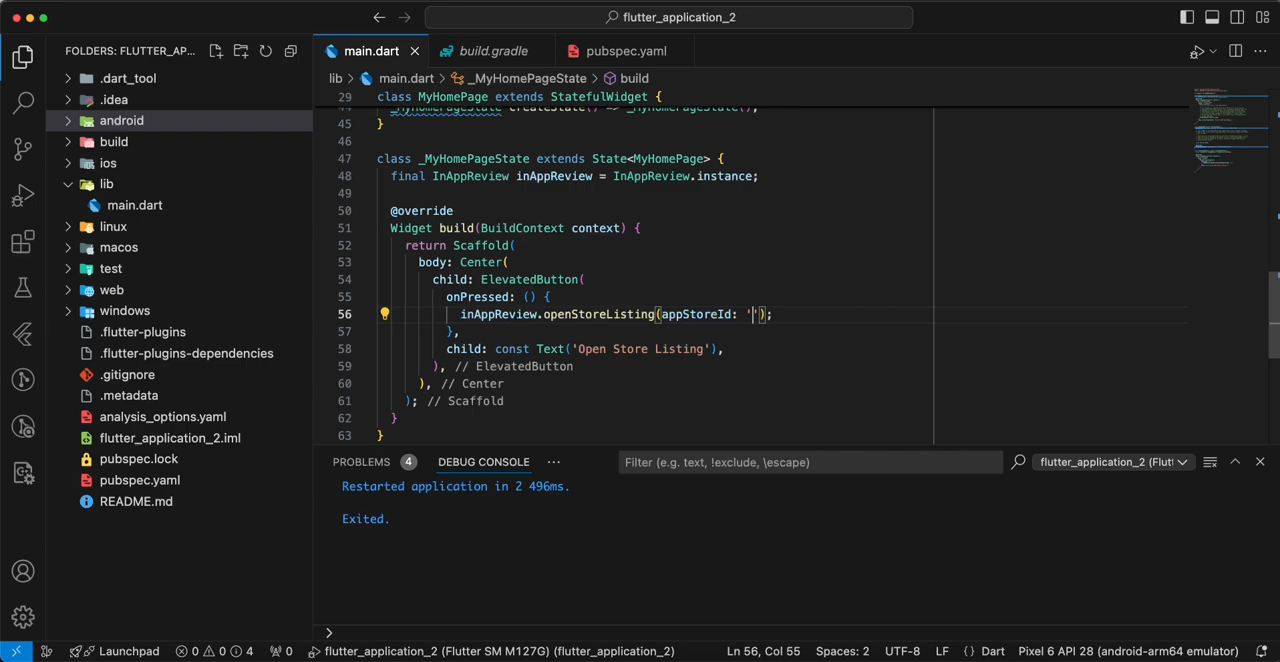 flutter_application_2
FOLDERS: FLUTTER_AP...
.dart_tool
.idea
android
build
ios
lib
main.dart
linux
macos
test
web
windows
.flutter-plugins
.flutter-plugins-dependencies
.gitignore
.metadata
analysis_options.yaml
flutter_application_2.iml
pubspec.lock
pubspec.yaml
README.md
main.dart
build.gradle
pubspec.yaml
lib > main.dart > _MyHomePageState > build
29 class MyHomePage extends StatefulWidget {
44 _MyHomePageState createState() => _MyHomePageState();
45 }
46
47 class _MyHomePageState extends State<MyHomePage> {
48 final InAppReview inAppReview = InAppReview.instance;
49
50 @override
51 Widget build(BuildContext context) {
52 return Scaffold(
53 body: Center(
54 child: ElevatedButton(
55 onPressed: () {
56 inAppReview.openStoreListing(appStoreId: '');
57 },
58 child: const Text('Open Store Listing'),
59 ), // ElevatedButton
60 ), // Center
61 ); // Scaffold
62 }
63 }
PROBLEMS 4 DEBUG CONSOLE ... Filter (e.g. text, !exclude, \escape) flutter_application_2 (Flutt
Restarted application in 2 496ms.
Exited.
>
Launchpad 0 0 4 0 flutter_application_2 (Flutter SM M127G) (flutter_application_2) Ln 56, Col 55 Spaces: 2 UTF-8 LF {} Dart Pixel 6 API 28 (android-arm64 emulator)